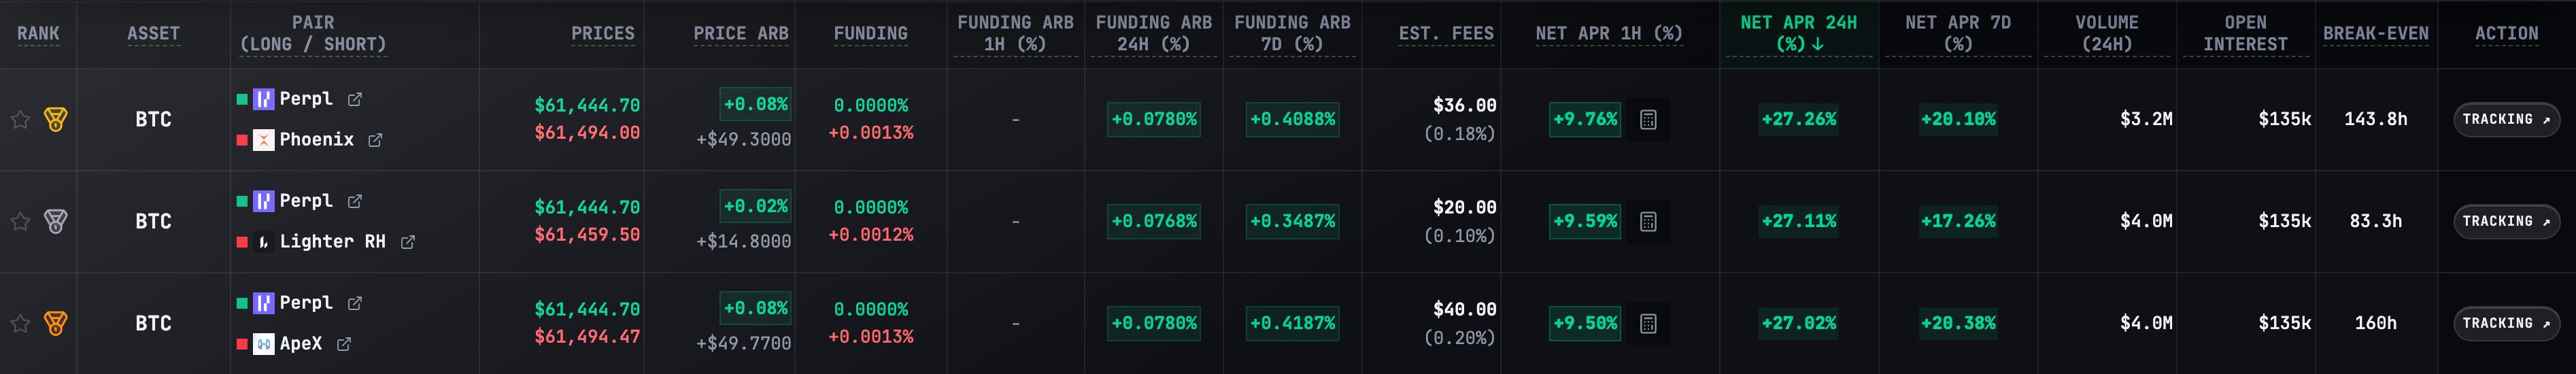 RANK
ASSET
PAIR
(LONG / SHORT)
PRICES
PRICE ARB
FUNDING
FUNDING ARB
1H (%)
FUNDING ARB
24H (%)
FUNDING ARB
7D (%)
EST. FEES
NET APR 1H (%)
NET APR 24H
(%) ↓
NET APR 7D
(%)
VOLUME
(24H)
OPEN
INTEREST
BREAK-EVEN
ACTION
BTC
Perpl
Phoenix
$61,444.70
$61,494.00
+0.08%
+$49.3000
0.0000%
+0.0013%
-
+0.0780%
+0.4088%
$36.00
(0.18%)
+9.76%
+27.26%
+20.10%
$3.2M
$135k
143.8h
TRACKING ↗
BTC
Perpl
Lighter RH
$61,444.70
$61,459.50
+0.02%
+$14.8000
0.0000%
+0.0012%
-
+0.0768%
+0.3487%
$20.00
(0.10%)
+9.59%
+27.11%
+17.26%
$4.0M
$135k
83.3h
TRACKING ↗
BTC
Perpl
ApeX
$61,444.70
$61,494.47
+0.08%
+$49.7700
0.0000%
+0.0013%
-
+0.0780%
+0.4187%
$40.00
(0.20%)
+9.50%
+27.02%
+20.38%
$4.0M
$135k
160h
TRACKING ↗